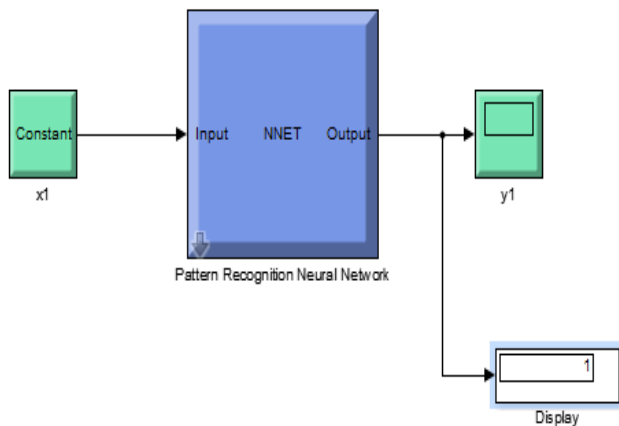 Constant
x1
Input NNET Output
Pattern Recognition Neural Network
y1
1
Display